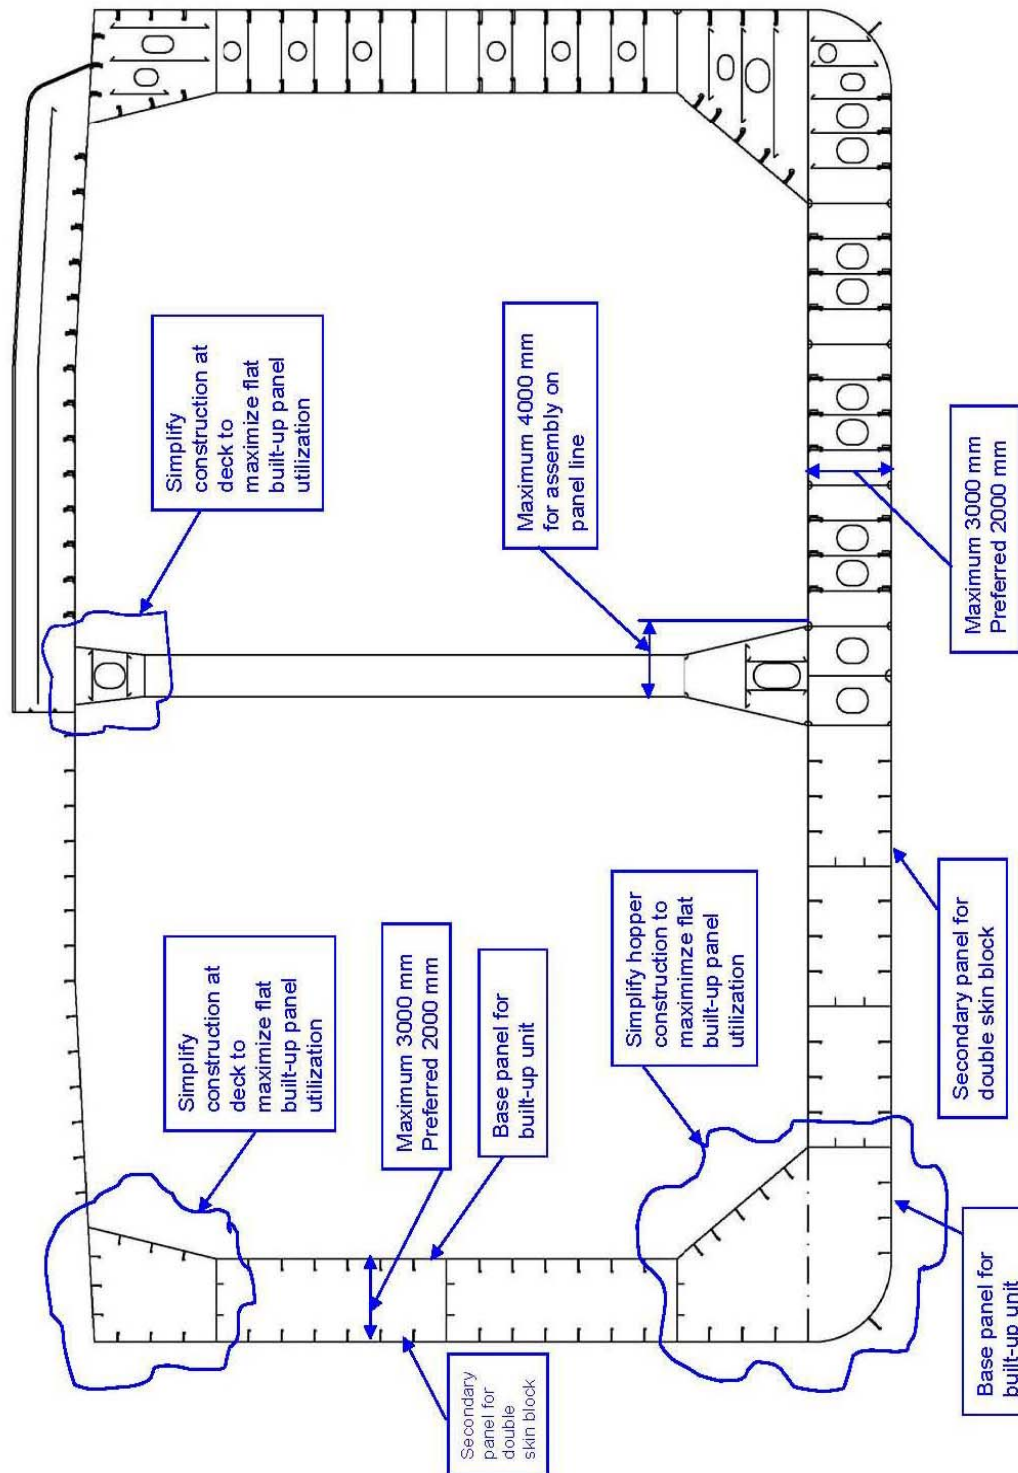 Simplify
construction at
deck to
maximize flat
built-up panel
utilization
Simplify
construction at
deck to
maximize flat
built-up panel
utilization
Maximum 3000 mm
Preferred 2000 mm
Secondary
panel for
double
skin block
Base panel for
built-up unit
Maximum 4000 mm
for assembly on
panel line
Simplify hopper
construction to
maximimze flat
built-up panel
utilization
Secondary panel for
double skin block
Maximum 3000 mm
Preferred 2000 mm
Base panel for
built-up unit